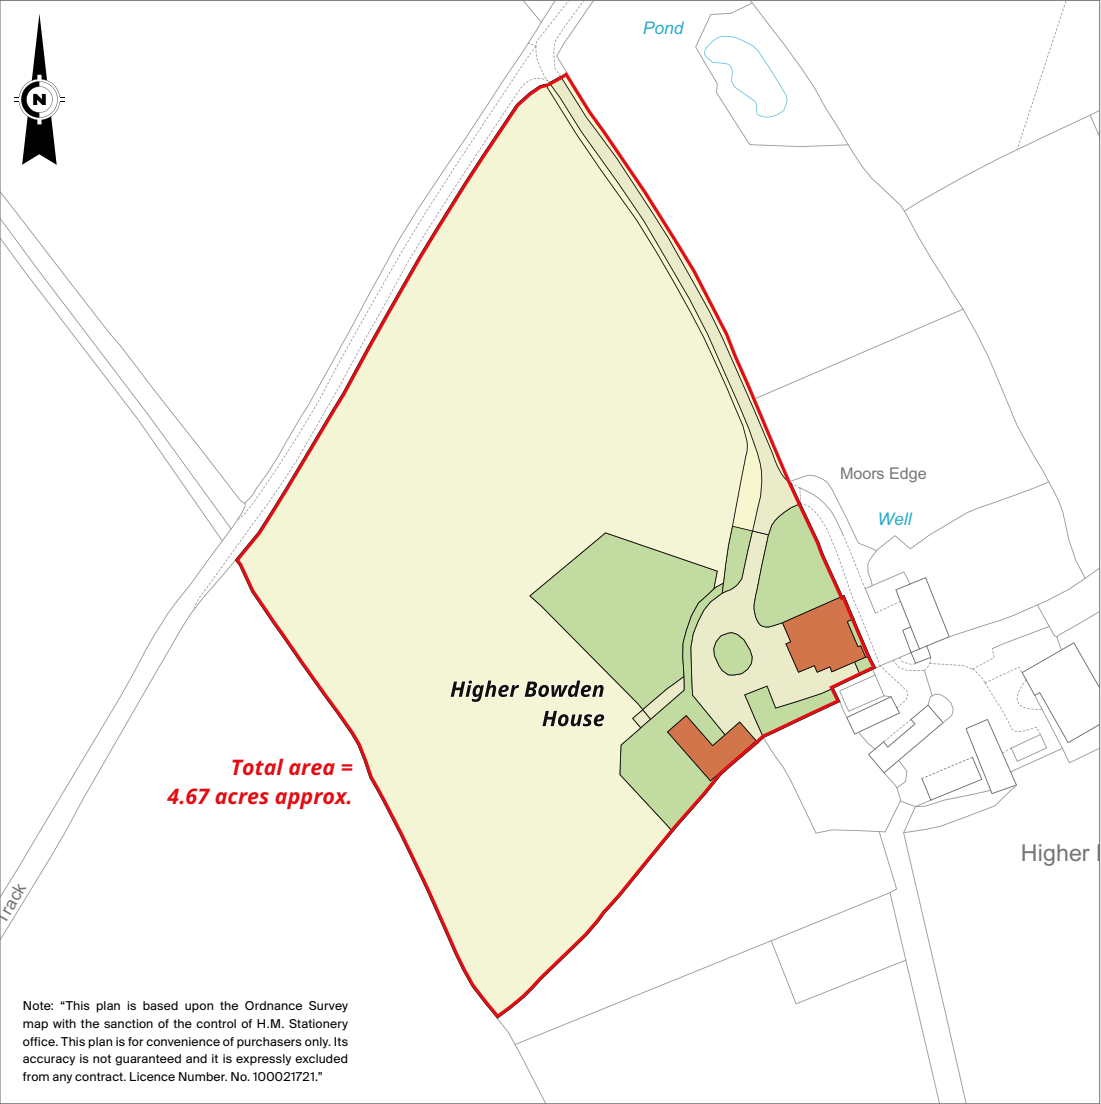 Pond
N
Moors Edge
Well
Higher Bowden
House
Total area =
4.67 acres approx.
Higher
Track
Note: “This plan is based upon the Ordnance Survey
map with the sanction of the control of H.M. Stationery
office. This plan is for convenience of purchasers only. Its
accuracy is not guaranteed and it is expressly excluded
from any contract. Licence Number. No. 100021721.”